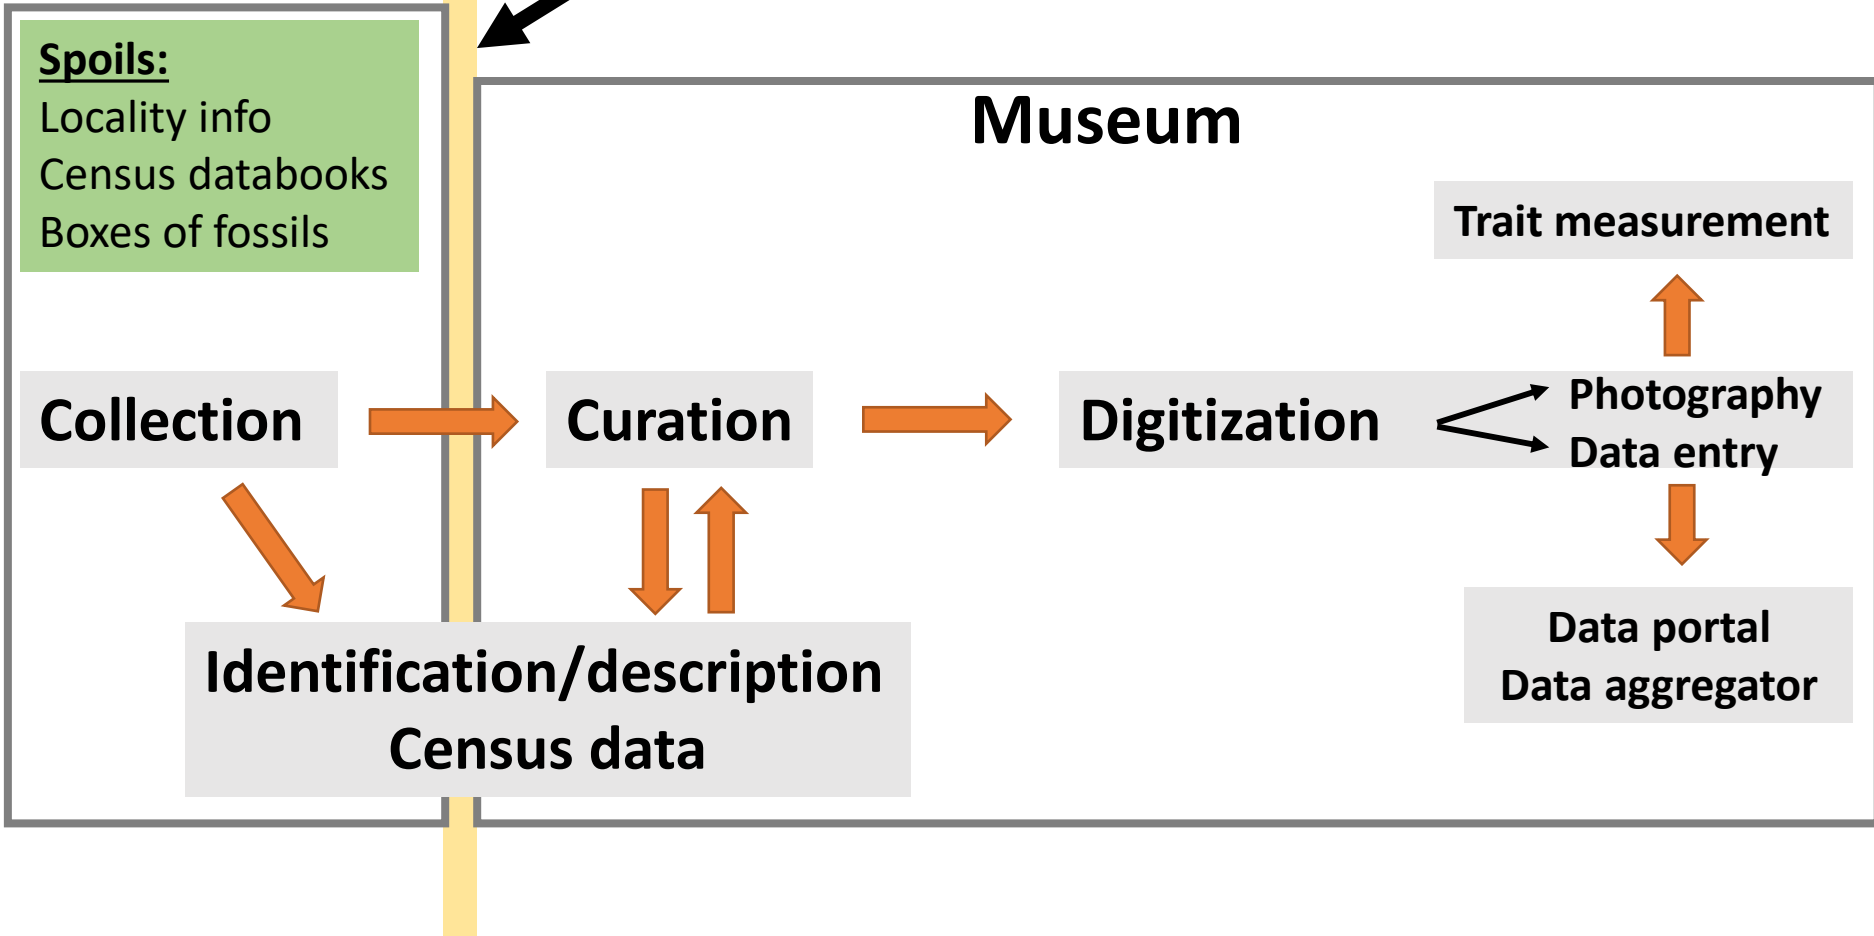 Spoils:
Locality info
Census databooks
Boxes of fossils
Museum
Trait measurement
Collection
Curation
Digitization
Photography
Data entry
Identification/description
Census data
Data portal
Data aggregator